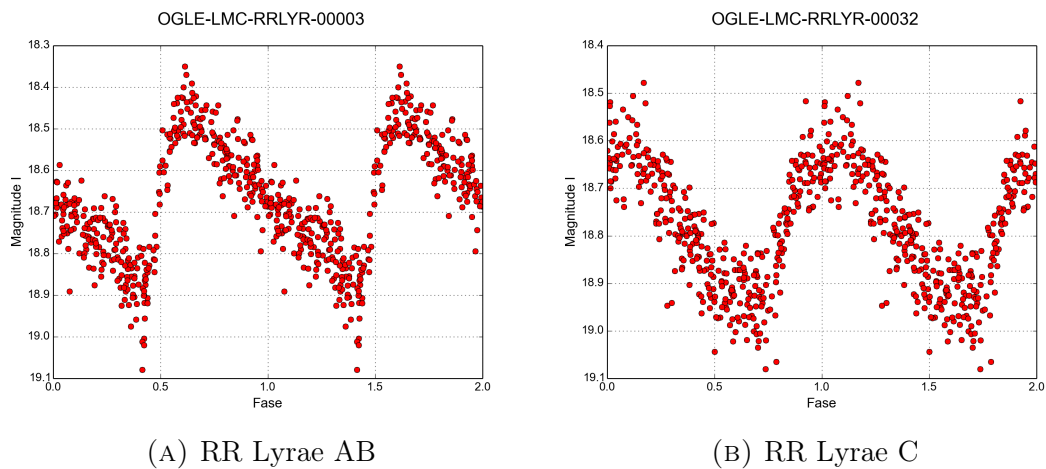 OGLE-LMC-RRLYR-00003
18.3
18.4
18.5
18.6
18.7
18.8
18.9
19.0
19.1
Magnitude I
0.0 0.5 1.0 1.5 2.0
Fase
(A) RR Lyrae AB
OGLE-LMC-RRLYR-00032
18.4
18.5
18.6
18.7
18.8
18.9
19.0
19.1
Magnitude I
0.0 0.5 1.0 1.5 2.0
Fase
(B) RR Lyrae C